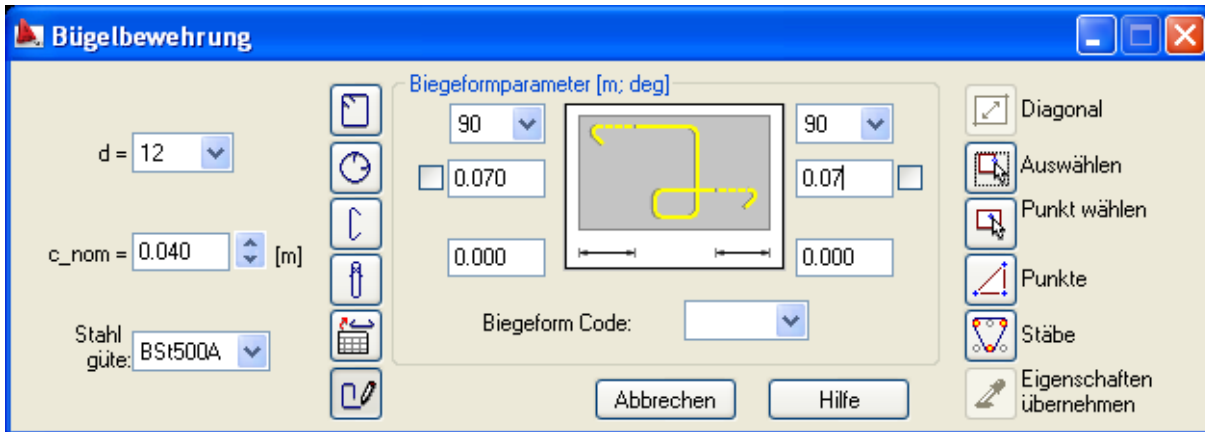 Bügelbewehrung
d = 12
c_nom = 0.040 [m]
Stahl
güte: BSt500A
Biegeformparameter [m; deg]
90 90
0.070 0.07
0.000 0.000
Biegeform Code:
Abbrechen Hilfe
Diagonal
Auswählen
Punkt wählen
Punkte
Stäbe
Eigenschaften
übernehmen